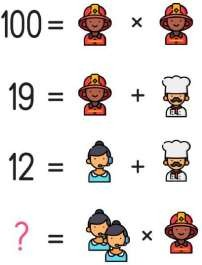 100 = ×
19 = +
12 = +
? = ×